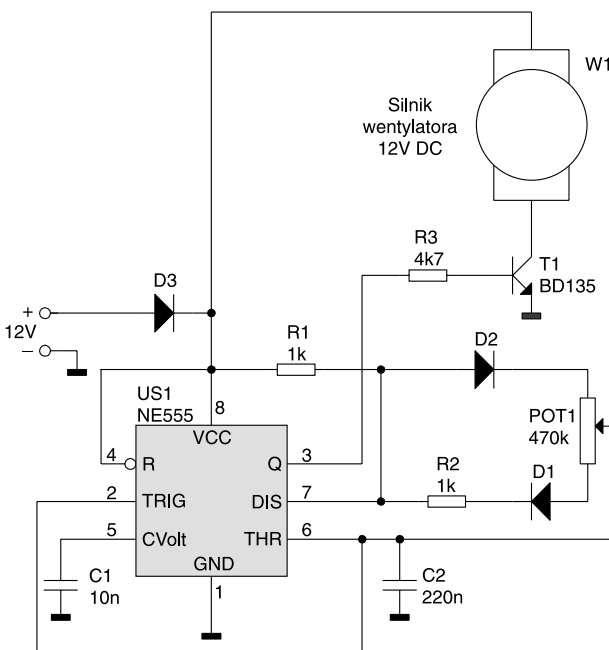 W1
Silnik
wentylatora
12V DC
R3
4k7
T1
BD135
D3
+
12V
–
R1
1k
D2
US1
NE555
8
VCC
POT1
470k
4
R
Q
3
R2
1k
D1
2
TRIG
DIS
7
5
CVolt
THR
6
GND
1
C1
10n
C2
220n